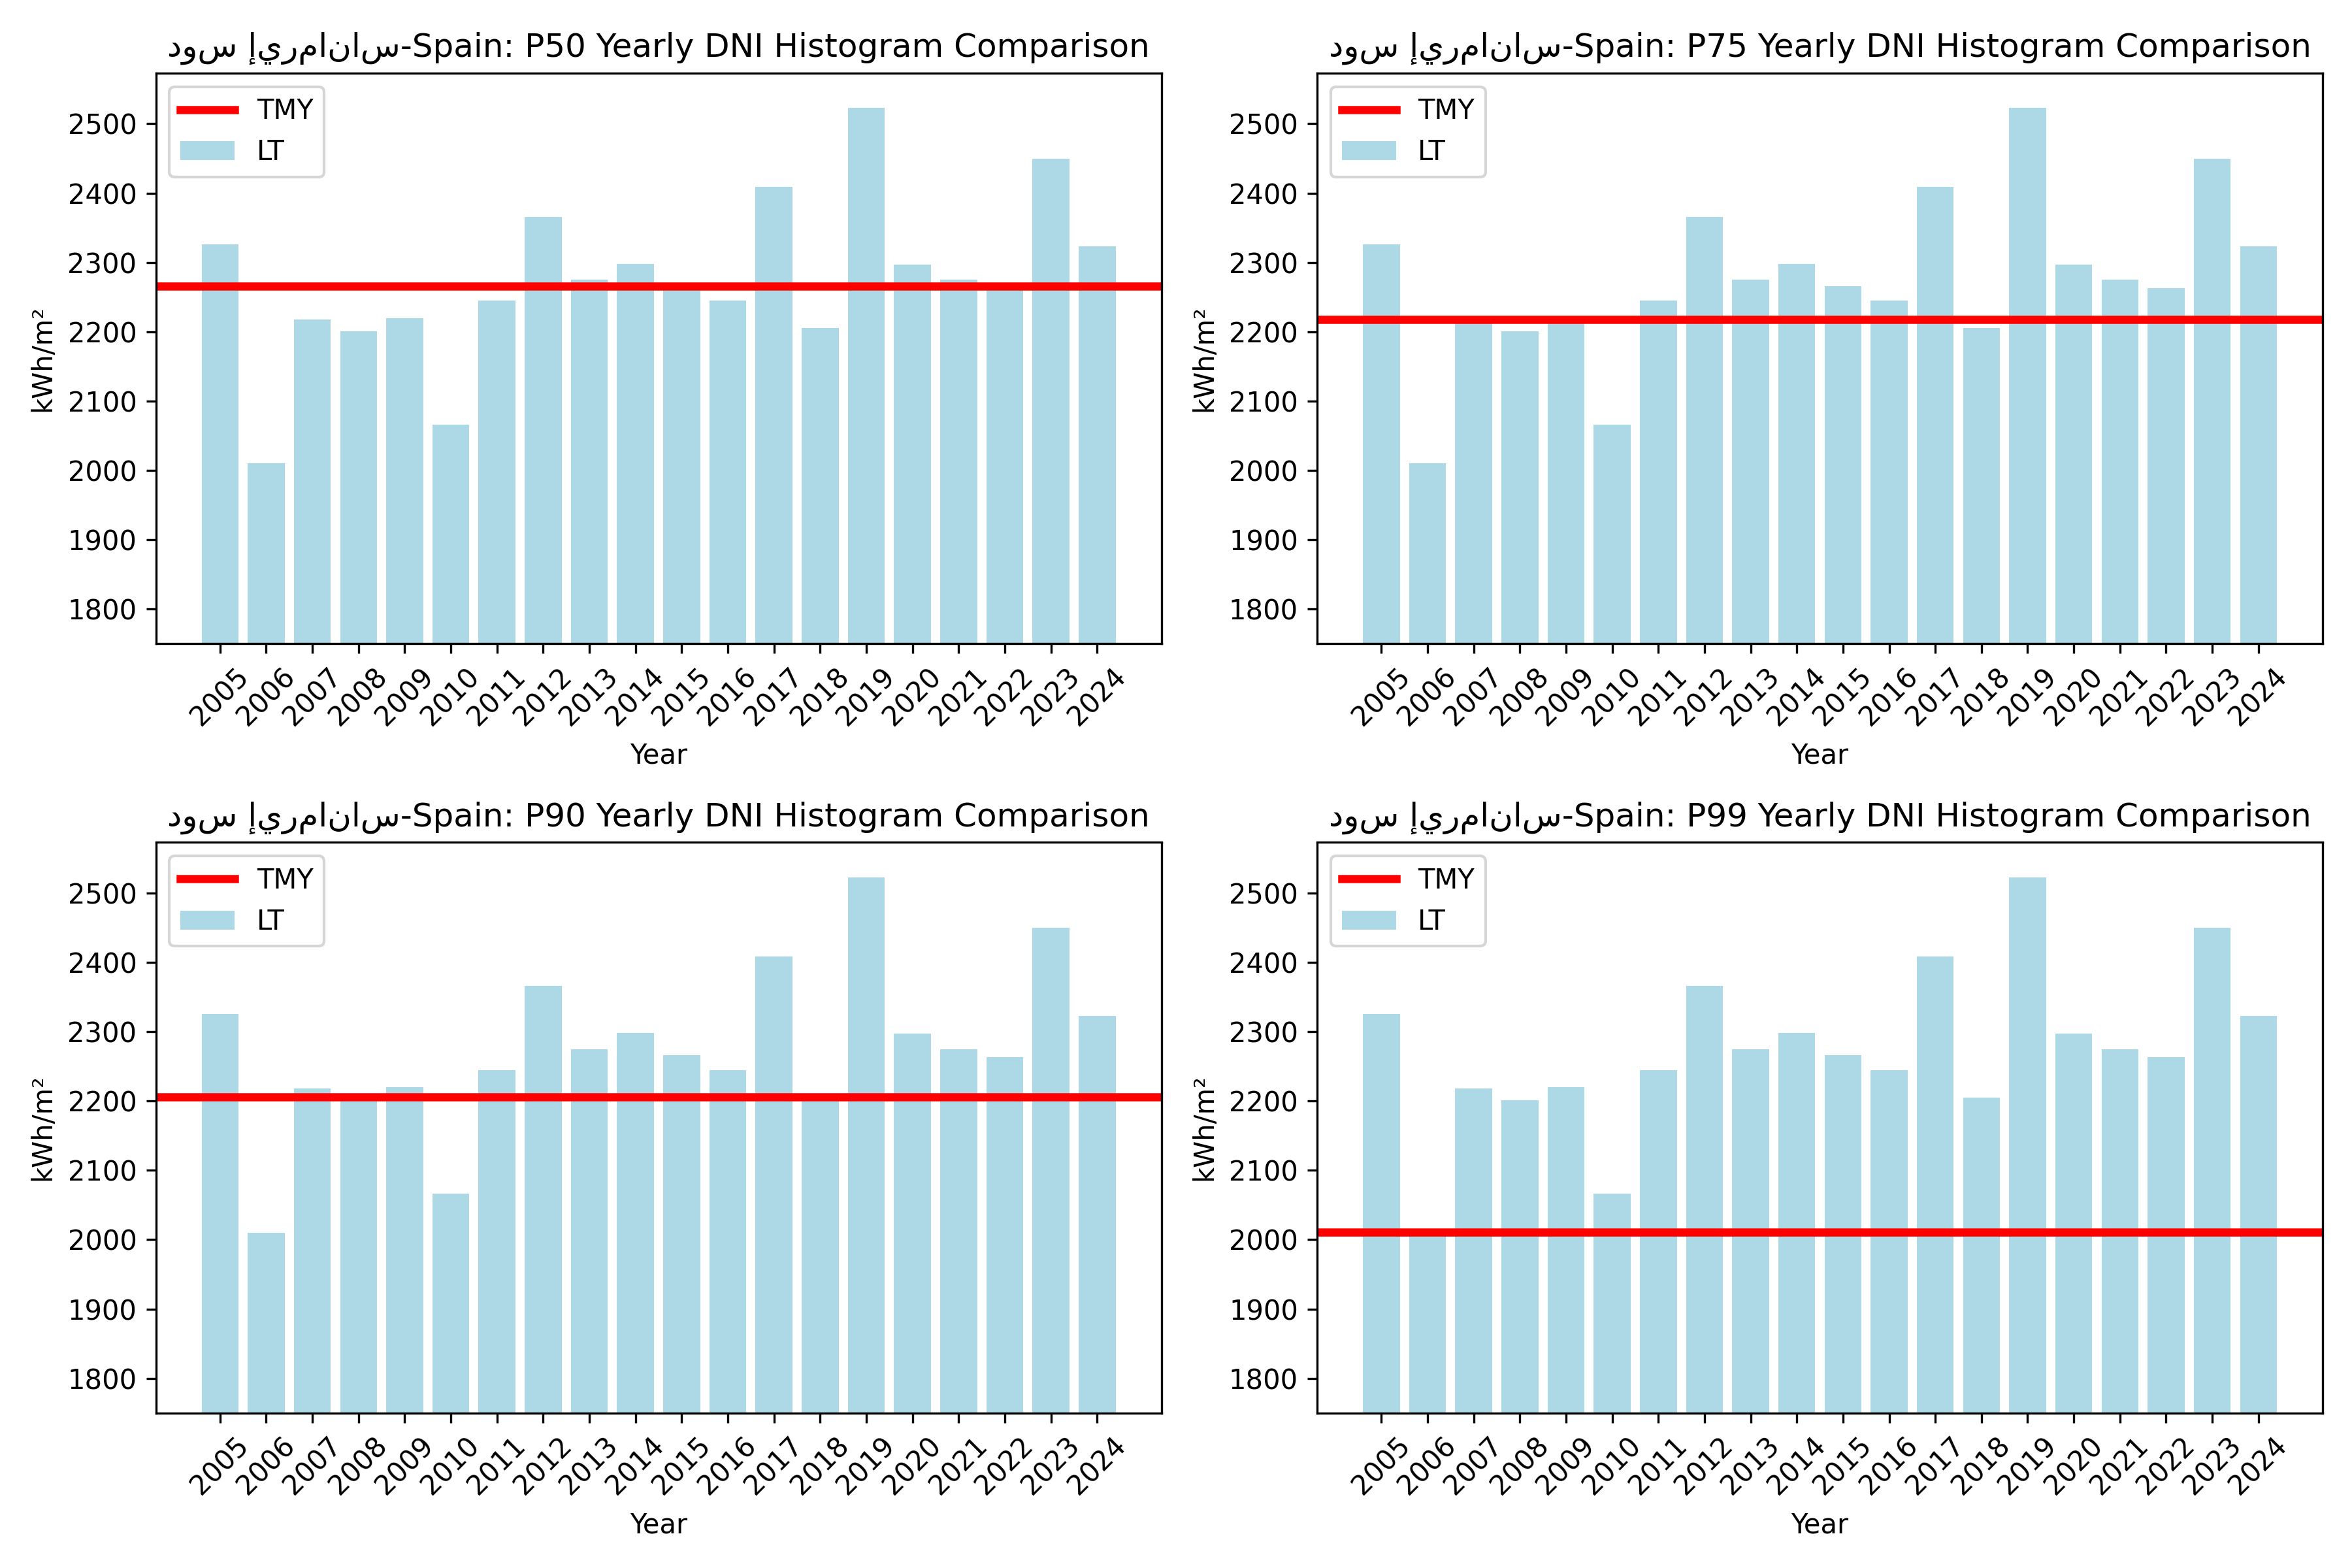 سانامريإ سود-Spain: P50 Yearly DNI Histogram Comparison
TMY
LT
2500
2400
2300
2200
2100
2000
1900
1800
kWh/m²
2005 2006 2007 2008 2009 2010 2011 2012 2013 2014 2015 2016 2017 2018 2019 2020 2021 2022 2023 2024
Year
سانامريإ سود-Spain: P75 Yearly DNI Histogram Comparison
TMY
LT
2500
2400
2300
2200
2100
2000
1900
1800
kWh/m²
2005 2006 2007 2008 2009 2010 2011 2012 2013 2014 2015 2016 2017 2018 2019 2020 2021 2022 2023 2024
Year
سانامريإ سود-Spain: P90 Yearly DNI Histogram Comparison
TMY
LT
2500
2400
2300
2200
2100
2000
1900
1800
kWh/m²
2005 2006 2007 2008 2009 2010 2011 2012 2013 2014 2015 2016 2017 2018 2019 2020 2021 2022 2023 2024
Year
سانامريإ سود-Spain: P99 Yearly DNI Histogram Comparison
TMY
LT
2500
2400
2300
2200
2100
2000
1900
1800
kWh/m²
2005 2006 2007 2008 2009 2010 2011 2012 2013 2014 2015 2016 2017 2018 2019 2020 2021 2022 2023 2024
Year